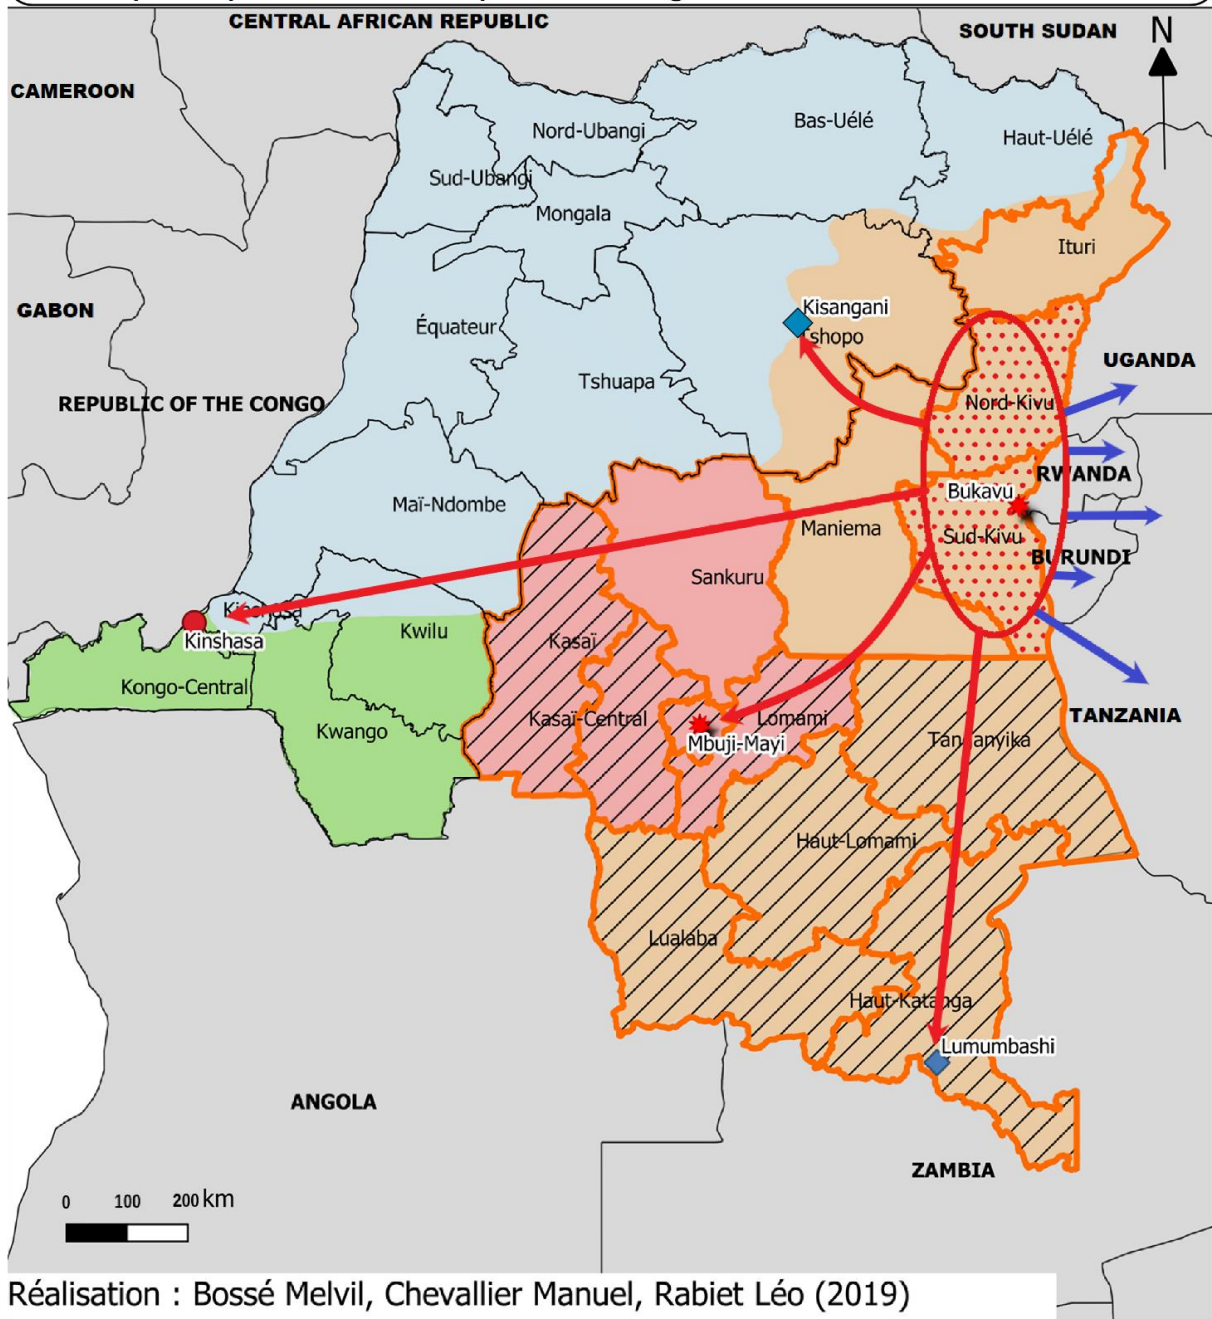 CENTRAL AFRICAN REPUBLIC
SOUTH SUDAN
N
CAMEROON
Nord-Ubangi
Bas-Uélé
Haut-Uélé
Sud-Ubangi
Mongala
Ituri
GABON
Kisangani
Équateur
Tshopo
UGANDA
Tshuapa
REPUBLIC OF THE CONGO
Nord-Kivu
RWANDA
Bukavu
Maï-Ndombe
Maniema
Sud-Kivu
BURUNDI
Sankuru
Kinshasa
Kwilu
Kinshasa
Kasaï
Kongo-Central
Kasaï-Central
Lomami
TANZANIA
Kwango
Mbuji-Mayi
Tanganyika
Haut-Lomami
Lualaba
Haut-Katanga
Lumumbashi
ANGOLA
ZAMBIA
0 100 200 km
Réalisation : Bossé Melvil, Chevallier Manuel, Rabiet Léo (2019)